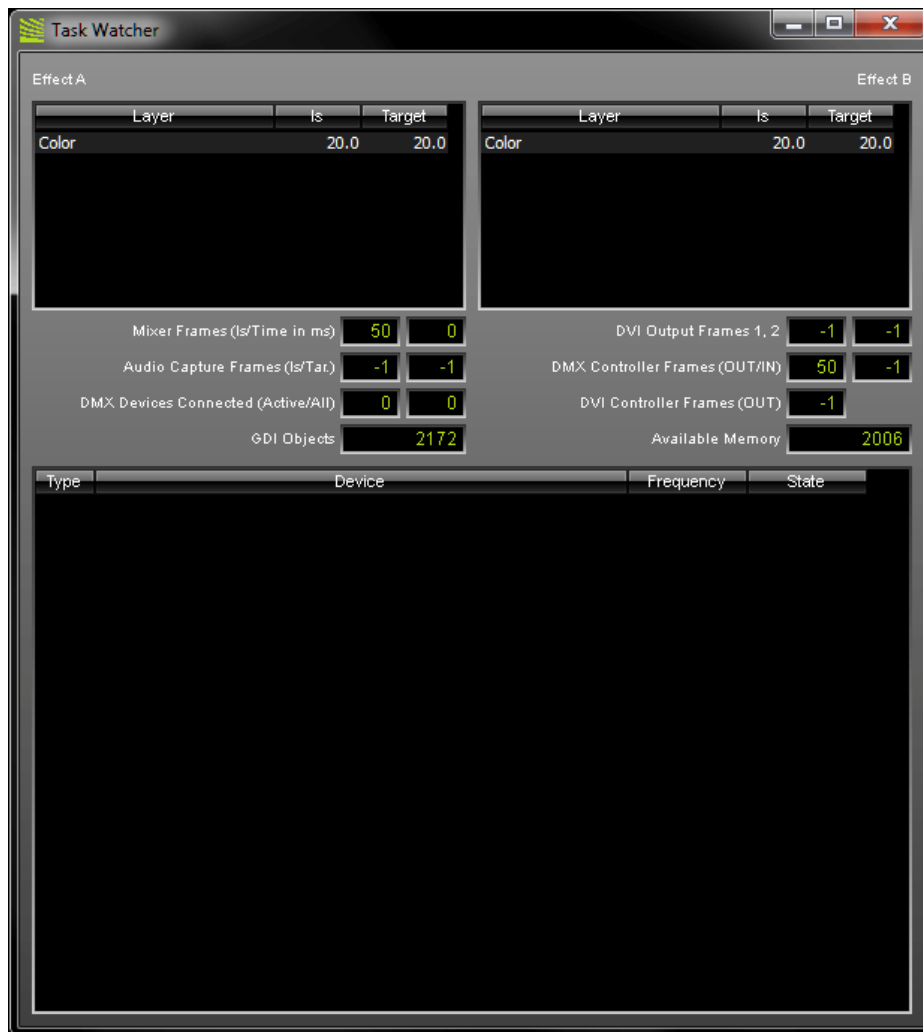 Task Watcher
Effect A Effect B
Layer Is Target Layer Is Target
Color 20.0 20.0 Color 20.0 20.0
Mixer Frames (Is/Time in ms) 50 0 DVI Output Frames 1, 2 -1 -1
Audio Capture Frames (Is/Tar.) -1 -1 DMX Controller Frames (OUT/IN) 50 -1
DMX Devices Connected (Active/All) 0 0 DVI Controller Frames (OUT) -1
GDI Objects 2172 Available Memory 2006
Type Device Frequency State